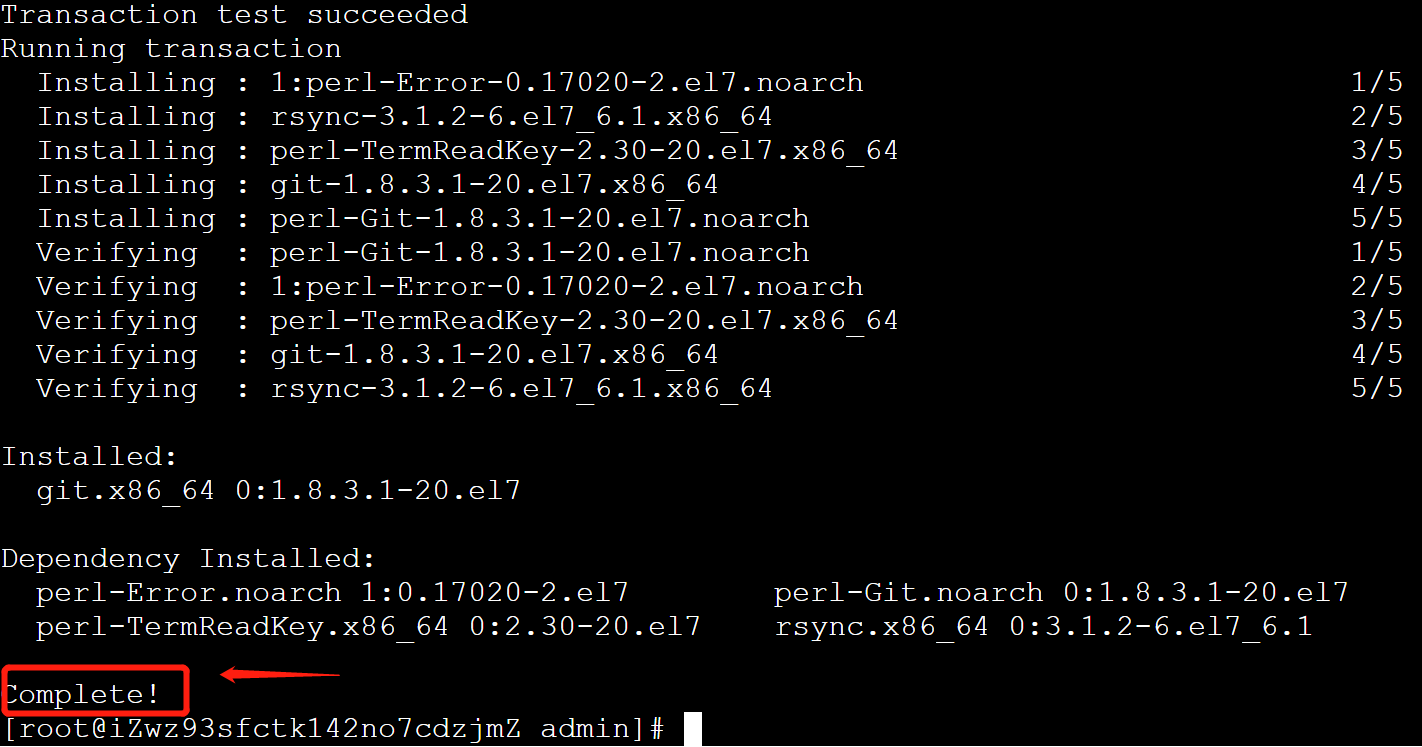 Transaction test succeeded
Running transaction
  Installing : 1:perl-Error-0.17020-2.el7.noarch 1/5
  Installing : rsync-3.1.2-6.el7_6.1.x86_64 2/5
  Installing : perl-TermReadKey-2.30-20.el7.x86_64 3/5
  Installing : git-1.8.3.1-20.el7.x86_64 4/5
  Installing : perl-Git-1.8.3.1-20.el7.noarch 5/5
  Verifying  : perl-Git-1.8.3.1-20.el7.noarch 1/5
  Verifying  : 1:perl-Error-0.17020-2.el7.noarch 2/5
  Verifying  : perl-TermReadKey-2.30-20.el7.x86_64 3/5
  Verifying  : git-1.8.3.1-20.el7.x86_64 4/5
  Verifying  : rsync-3.1.2-6.el7_6.1.x86_64 5/5
Installed:
  git.x86_64 0:1.8.3.1-20.el7
Dependency Installed:
  perl-Error.noarch 1:0.17020-2.el7 perl-Git.noarch 0:1.8.3.1-20.el7
  perl-TermReadKey.x86_64 0:2.30-20.el7 rsync.x86_64 0:3.1.2-6.el7_6.1
Complete!
[root@iZwz93sfctk142no7cdzjmZ admin]#